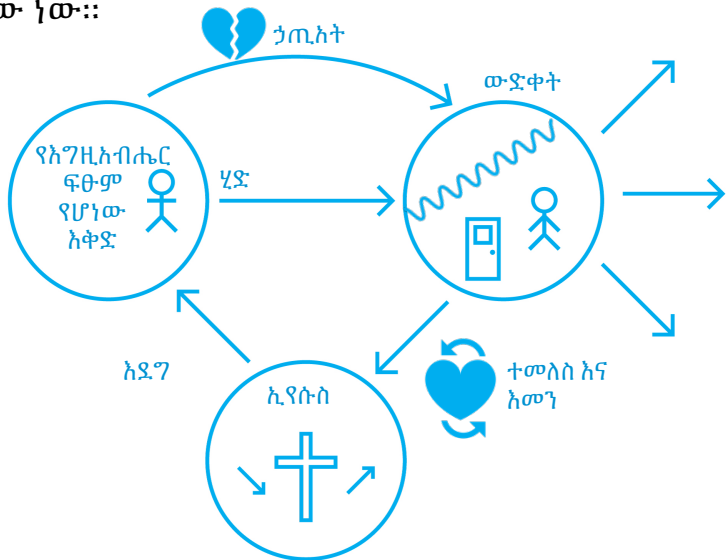 ው ነው።
ኃጢአት
ውድቀት
የእግዚአብሔር
ፍፁም
የሆነው
እቅድ
ሂድ
እደግ
ኢየሱስ
ተመለስ እና
እመን